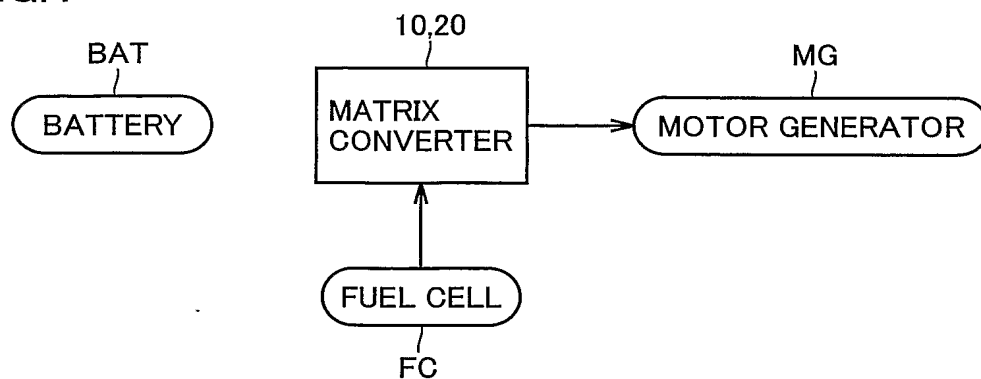 10,20
BAT
MG
BATTERY
MATRIX
CONVERTER
MOTOR GENERATOR
FUEL CELL
FC